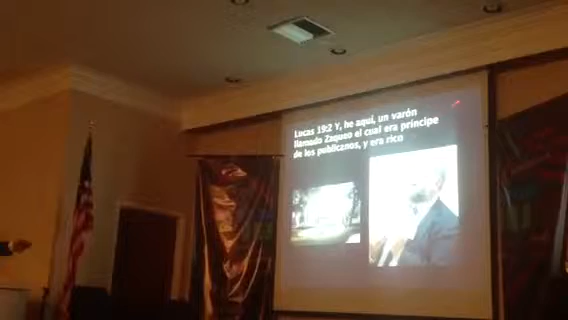 Lucas 19:2 Y, he aquí, un varón
llamado Zaqueo el cual era príncipe
de los publicanos, y era rico